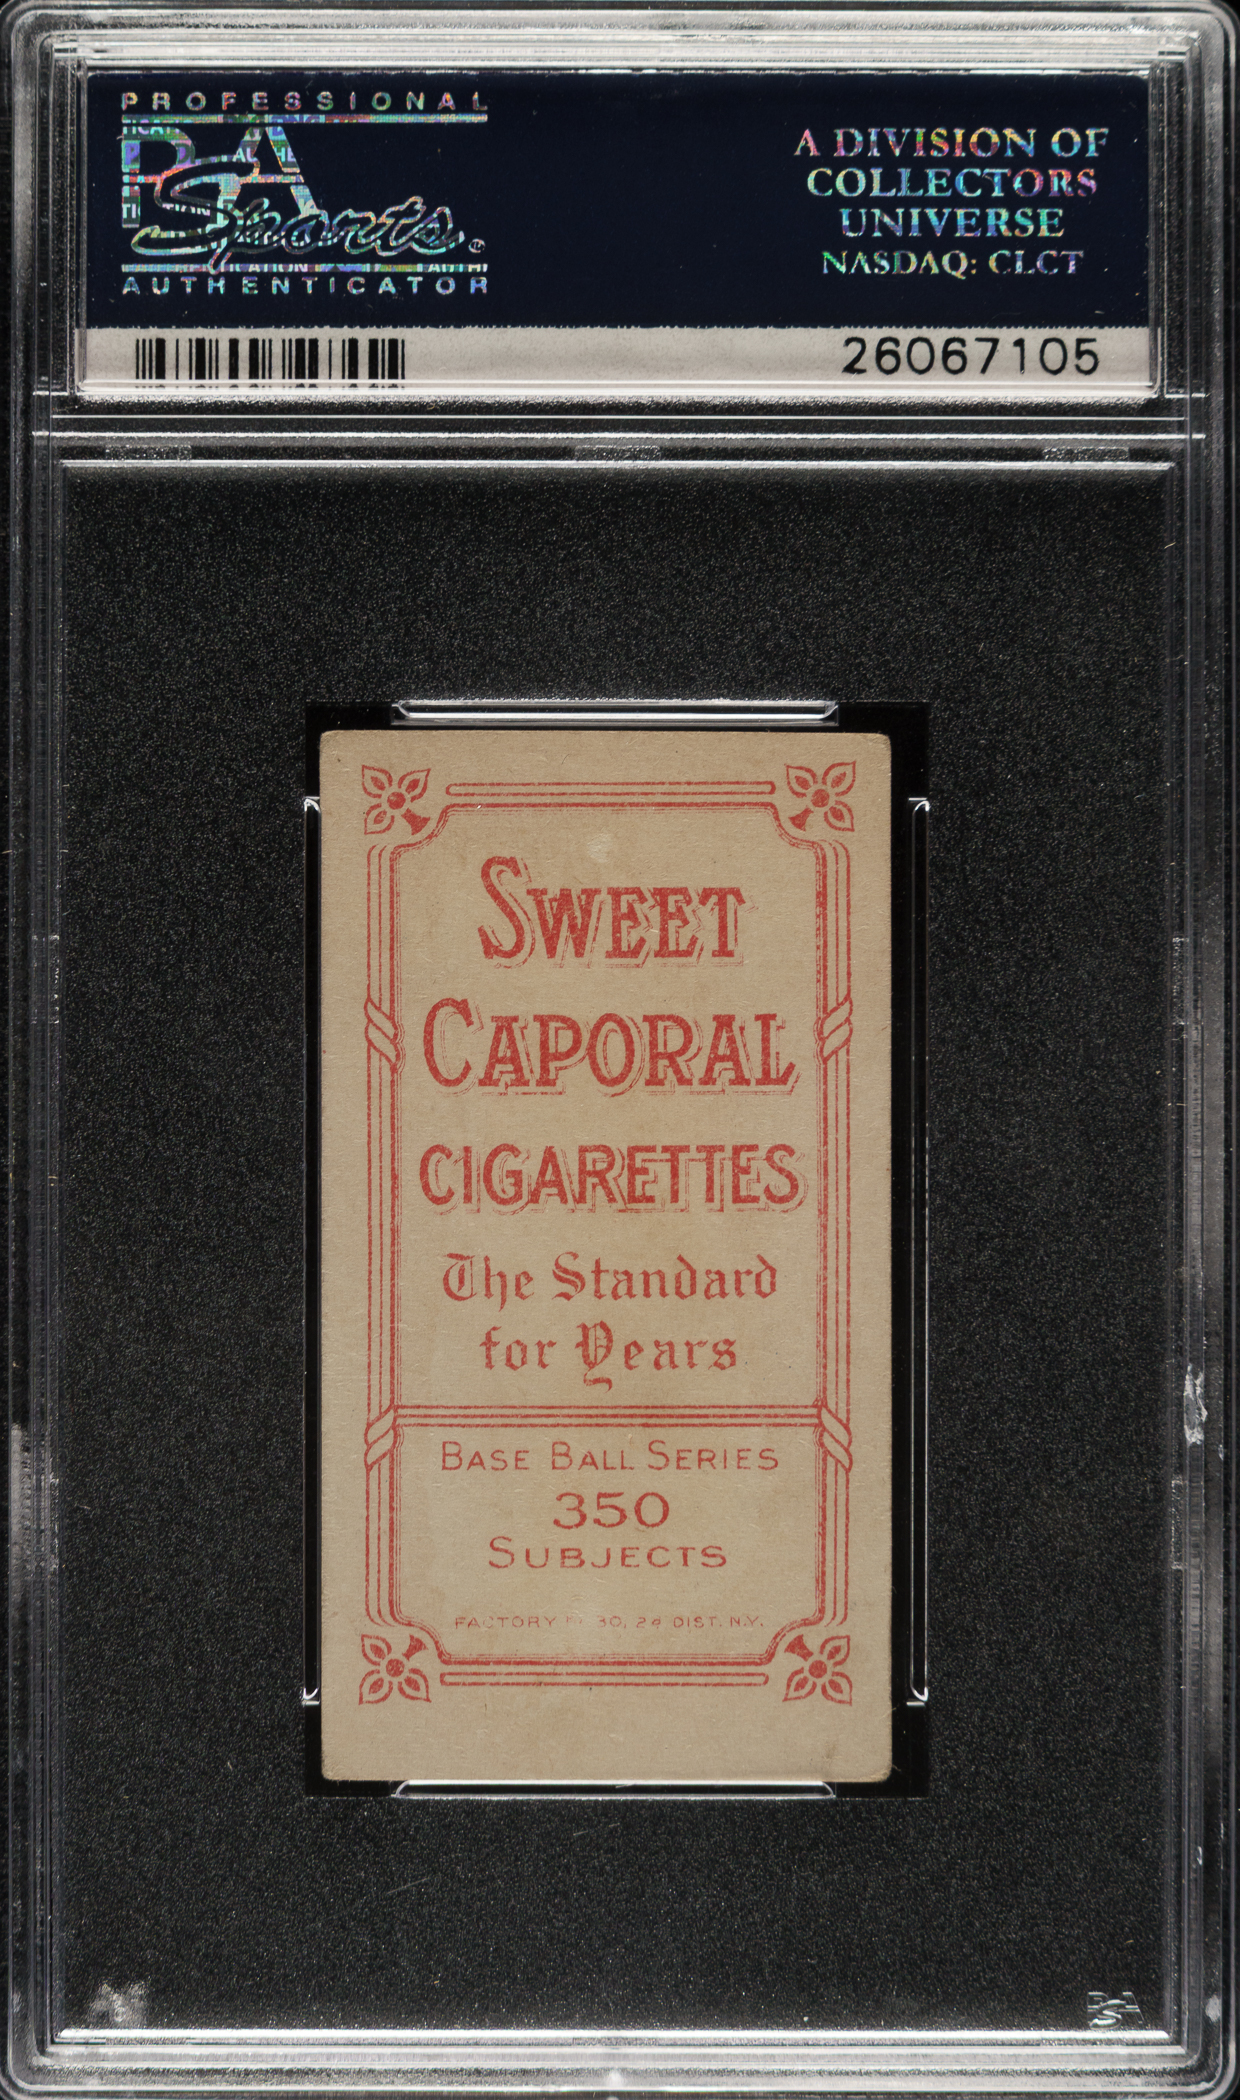 PROFESSIONAL
PSA
Sports
AUTHENTICATOR
A DIVISION OF
COLLECTORS
UNIVERSE
NASDAQ: CLCT
26067105
SWEET
CAPORAL
CIGARETTES
The Standard
for Years
BASE BALL SERIES
350
SUBJECTS
FACTORY 30, 2d DIST. N.Y.
PSA